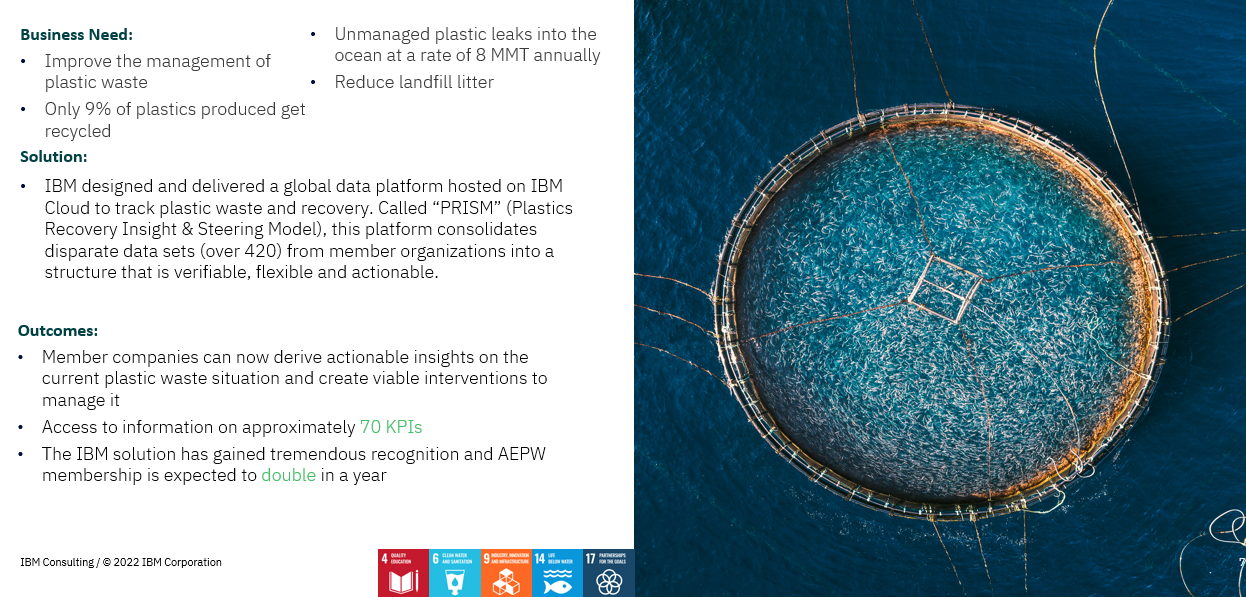 Business Need:
• Improve the management of
plastic waste
• Only 9% of plastics produced get
recycled
• Unmanaged plastic leaks into the
ocean at a rate of 8 MMT annually
• Reduce landfill litter
Solution:
• IBM designed and delivered a global data platform hosted on IBM
Cloud to track plastic waste and recovery. Called “PRISM” (Plastics
Recovery Insight & Steering Model), this platform consolidates
disparate data sets (over 420) from member organizations into a
structure that is verifiable, flexible and actionable.
Outcomes:
• Member companies can now derive actionable insights on the
current plastic waste situation and create viable interventions to
manage it
• Access to information on approximately 70 KPIs
• The IBM solution has gained tremendous recognition and AEPW
membership is expected to double in a year
IBM Consulting / © 2022 IBM Corporation
4 QUALITY
EDUCATION
6 CLEAN WATER
AND SANITATION
9 INDUSTRY, INNOVATION
AND INFRASTRUCTURE
14 LIFE
BELOW WATER
17 PARTNERSHIPS
FOR THE GOALS
7